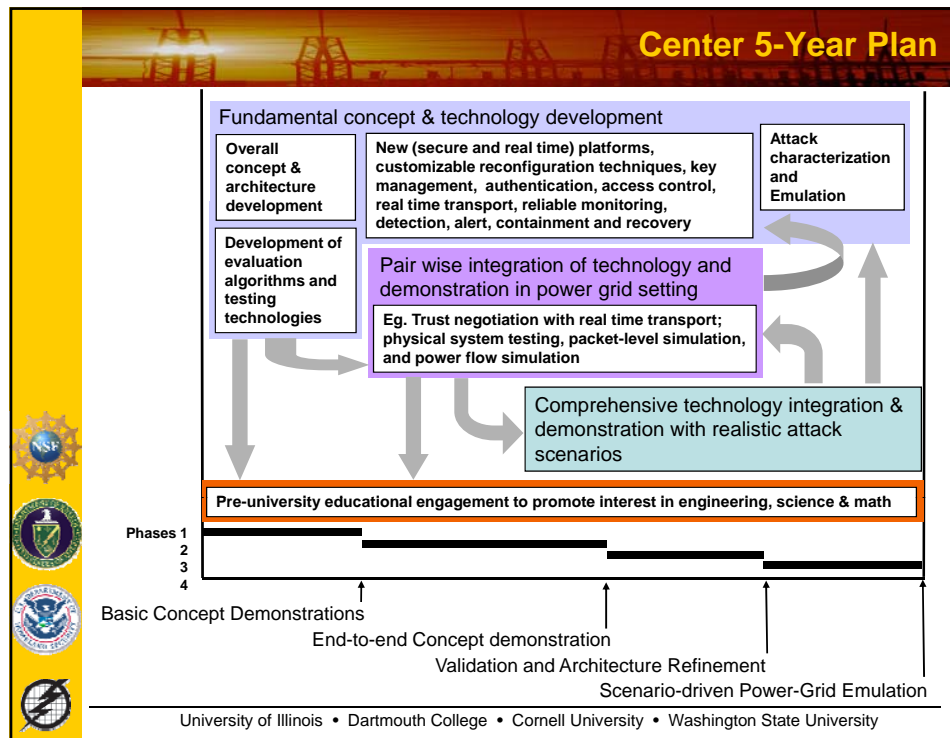 Center 5-Year Plan
Fundamental concept & technology development
Overall
concept &
architecture
development
New (secure and real time) platforms,
customizable reconfiguration techniques, key
management, authentication, access control,
real time transport, reliable monitoring,
detection, alert, containment and recovery
Attack
characterization
and
Emulation
Development of
evaluation
algorithms and
testing
technologies
Pair wise integration of technology and
demonstration in power grid setting
Eg. Trust negotiation with real time transport;
physical system testing, packet-level simulation,
and power flow simulation
Comprehensive technology integration &
demonstration with realistic attack
scenarios
Pre-university educational engagement to promote interest in engineering, science & math
Phases 1
2
3
4
Basic Concept Demonstrations
End-to-end Concept demonstration
Validation and Architecture Refinement
Scenario-driven Power-Grid Emulation
NSF
University of Illinois • Dartmouth College • Cornell University • Washington State University